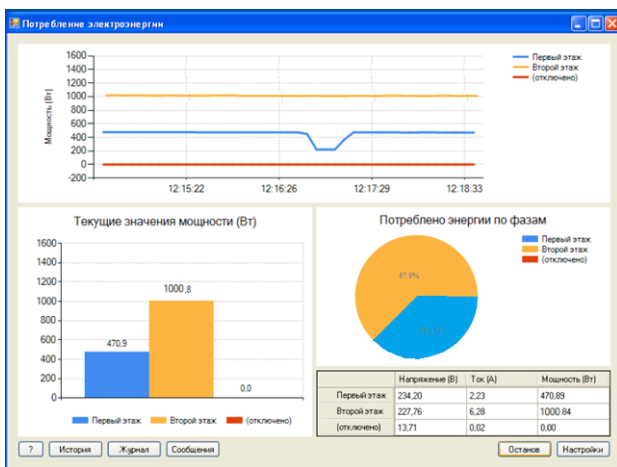 Потребление электроэнергии
1600
1400
1200
1000
800
600
400
200
0
-200
Мощность (Вт)
12:15:22 12:16:26 12:17:29 12:18:33
Первый этаж
Второй этаж
(отключено)
Текущие значения мощности (Вт)
1600
1400
1200
1000
800
600
400
200
0
470,9
1000,8
0,0
Первый этаж Второй этаж (отключено)
Потреблено энергии по фазам
Первый этаж
Второй этаж
(отключено)
67,9%
Напряжение (В) Ток (А) Мощность (Вт)
Первый этаж 234,20 2,23 470,89
Второй этаж 227,76 6,28 1000.84
(отключено) 13,71 0,02 0,00
? История Журнал Сообщения Останов Настройки